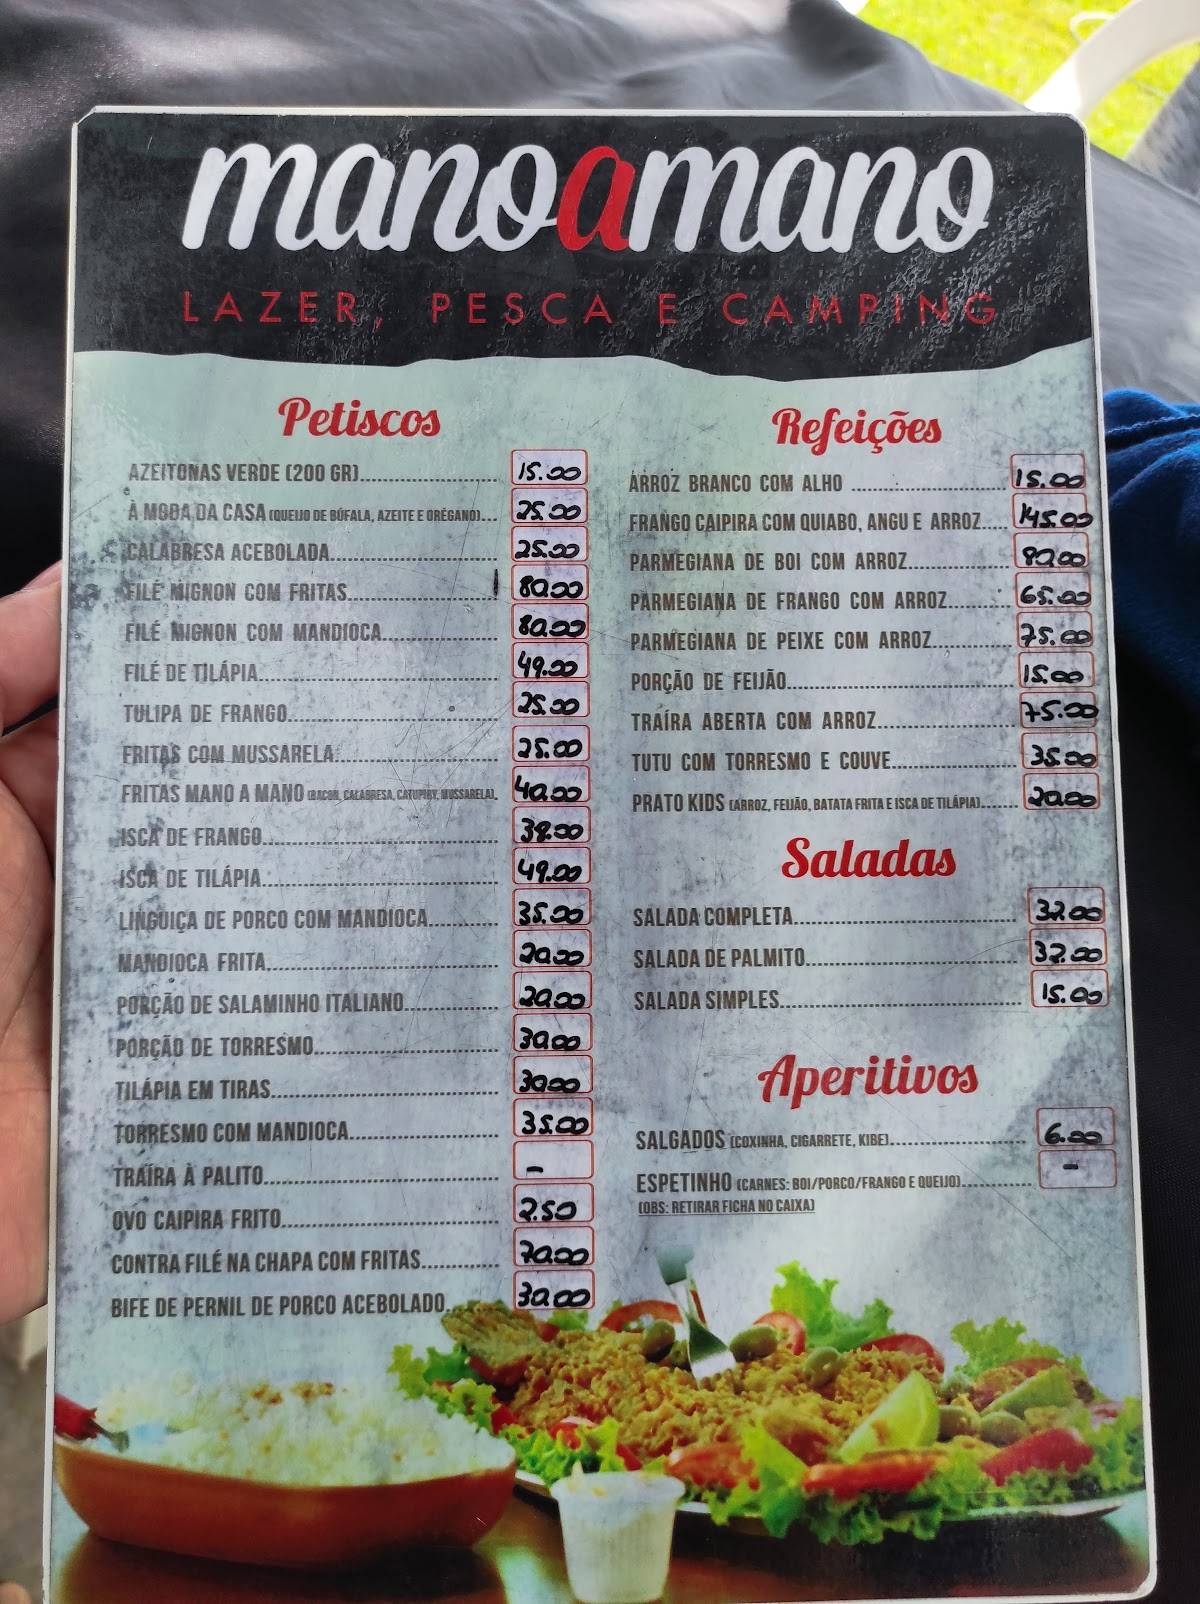 manoamano
LAZER, PESCA E CAMPING
Petiscos
AZEITONAS VERDE (200 GR)........................ 15.00
À MODA DA CASA (QUEIJO DE BÚFALA, AZEITE E ORÉGANO)... 25.00
CALABRESA ACEBOLADA........................ 25.00
FILÉ MIGNON COM FRITAS........................ 80.00
FILÉ MIGNON COM MANDIOCA........................ 80.00
FILÉ DE TILÁPIA........................ 49.00
TULIPA DE FRANGO........................ 25.00
FRITAS COM MUSSARELA........................ 25.00
FRITAS MANO A MANO (BACON, CALABRESA, CATUPIRY, MUSSARELA). 40.00
ISCA DE FRANGO........................ 38.00
ISCA DE TILÁPIA........................ 49.00
LINGUIÇA DE PORCO COM MANDIOCA............ 35.00
MANDIOCA FRITA........................ 20.00
PORÇÃO DE SALAMINHO ITALIANO................ 20.00
PORÇÃO DE TORRESMO........................ 30.00
TILÁPIA EM TIRAS........................ 30.00
TORRESMO COM MANDIOCA........................ 35.00
TRAÍRA À PALITO........................ -
OVO CAIPIRA FRITO........................ 2.50
CONTRA FILÉ NA CHAPA COM FRITAS............ 70.00
BIFE DE PERNIL DE PORCO ACEBOLADO........ 30.00
Refeições
ARROZ BRANCO COM ALHO ........................ 15.00
FRANGO CAIPIRA COM QUIABO, ANGU E ARROZ..... 145.00
PARMEGIANA DE BOI COM ARROZ................ 80.00
PARMEGIANA DE FRANGO COM ARROZ.......... 65.00
PARMEGIANA DE PEIXE COM ARROZ............ 75.00
PORÇÃO DE FEIJÃO........................ 15.00
TRAÍRA ABERTA COM ARROZ.................... 75.00
TUTU COM TORRESMO E COUVE................ 35.00
PRATO KIDS (ARROZ, FEIJÃO, BATATA FRITA E ISCA DE TILÁPIA)....... 20.00
Saladas
SALADA COMPLETA........................ 32.00
SALADA DE PALMITO........................ 32.00
SALADA SIMPLES........................ 15.00
Aperitivos
SALGADOS (COXINHA, CIGARRETE, KIBE)........................ 6.00
ESPETINHO (CARNES: BOI/PORCO/FRANGO E QUEIJO)............ -
(OBS: RETIRAR FICHA NO CAIXA)